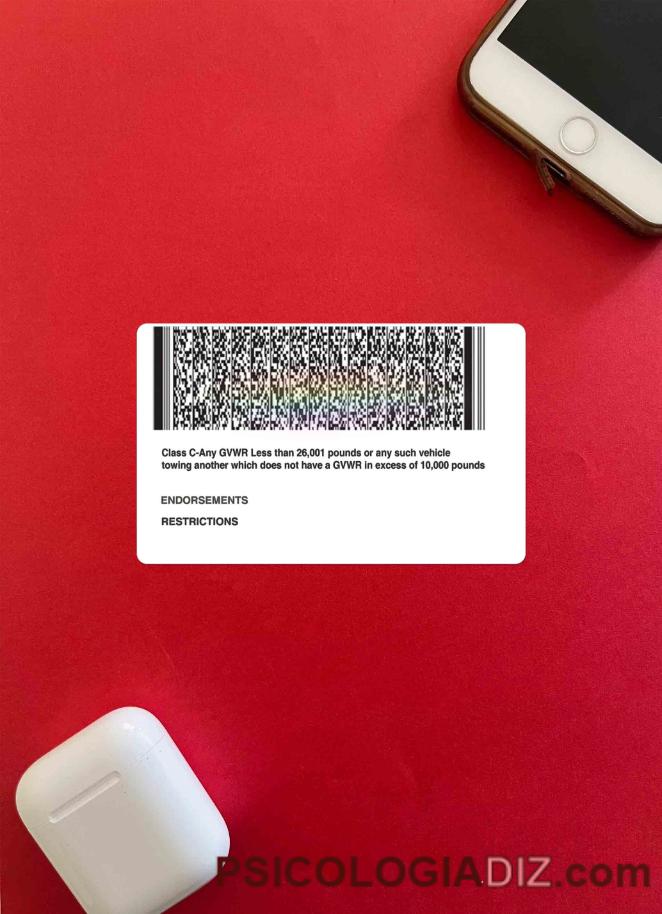 Class C-Any GVWR Less than 26,001 pounds or any such vehicle
towing another which does not have a GVWR in excess of 10,000 pounds
ENDORSEMENTS
RESTRICTIONS
PSICOLOGIADIZ.com